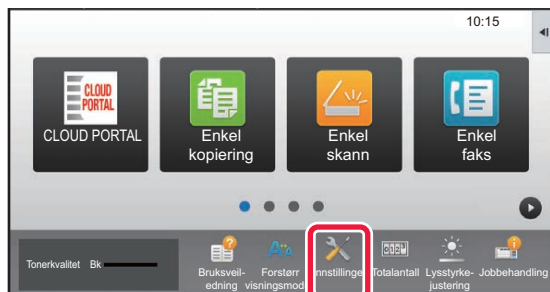 10:15
CLOUD
PORTAL
CLOUD PORTAL
Enkel
kopiering
Enkel
skann
Enkel
faks
Tonerkvalitet Bk
Bruksveil-
edning
Forstørr
visningsmod
Innstillinge
Totalantall
Lysstyrke-
justering
Jobbehandling